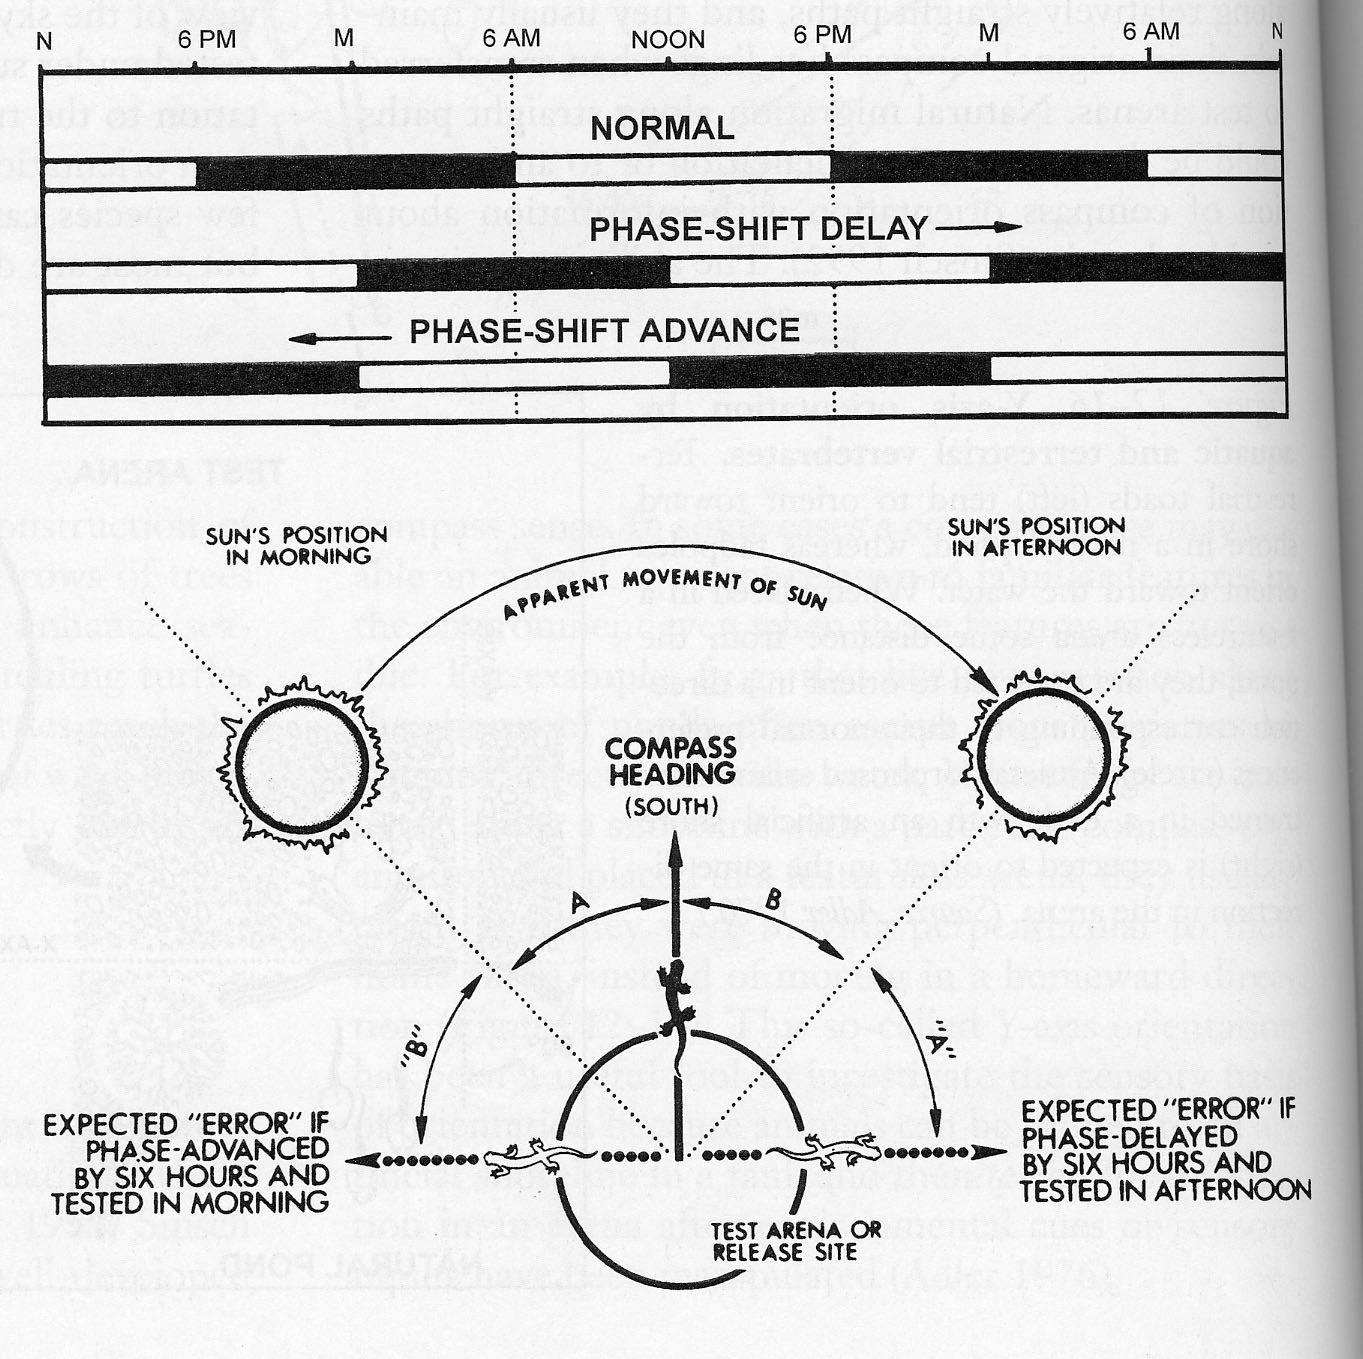 N 6 PM M 6 AM NOON 6 PM M 6 AM N
NORMAL
PHASE-SHIFT DELAY
PHASE-SHIFT ADVANCE
SUN'S POSITION
IN MORNING
SUN'S POSITION
IN AFTERNOON
APPARENT MOVEMENT OF SUN
COMPASS
HEADING
(SOUTH)
A
B
"B"
"A"
EXPECTED "ERROR" IF
PHASE-ADVANCED
BY SIX HOURS AND
TESTED IN MORNING
EXPECTED "ERROR" IF
PHASE-DELAYED
BY SIX HOURS AND
TESTED IN AFTERNOON
TEST ARENA OR
RELEASE SITE